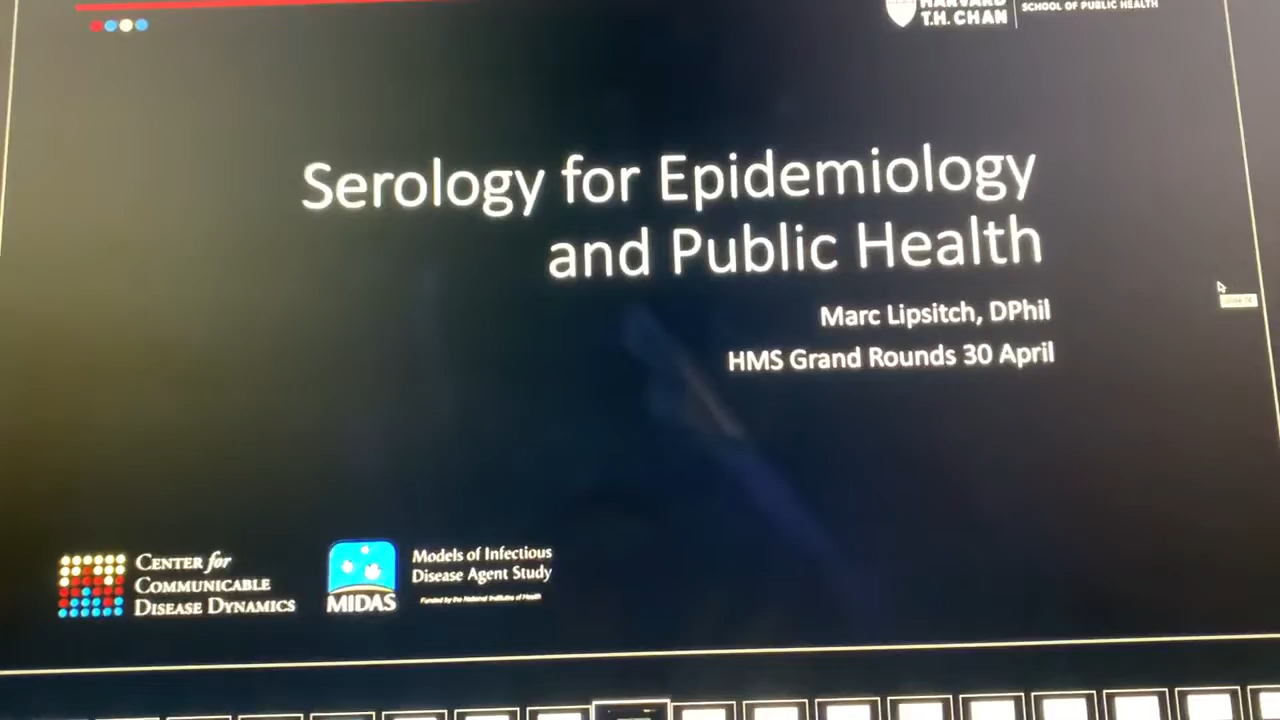 HARVARD
T.H. CHAN
SCHOOL OF PUBLIC HEALTH
Serology for Epidemiology
and Public Health
Marc Lipsitch, DPhil
HMS Grand Rounds 30 April
CENTER for
COMMUNICABLE
DISEASE DYNAMICS
MIDAS
Models of Infectious
Disease Agent Study
Funded by the National Institutes of Health